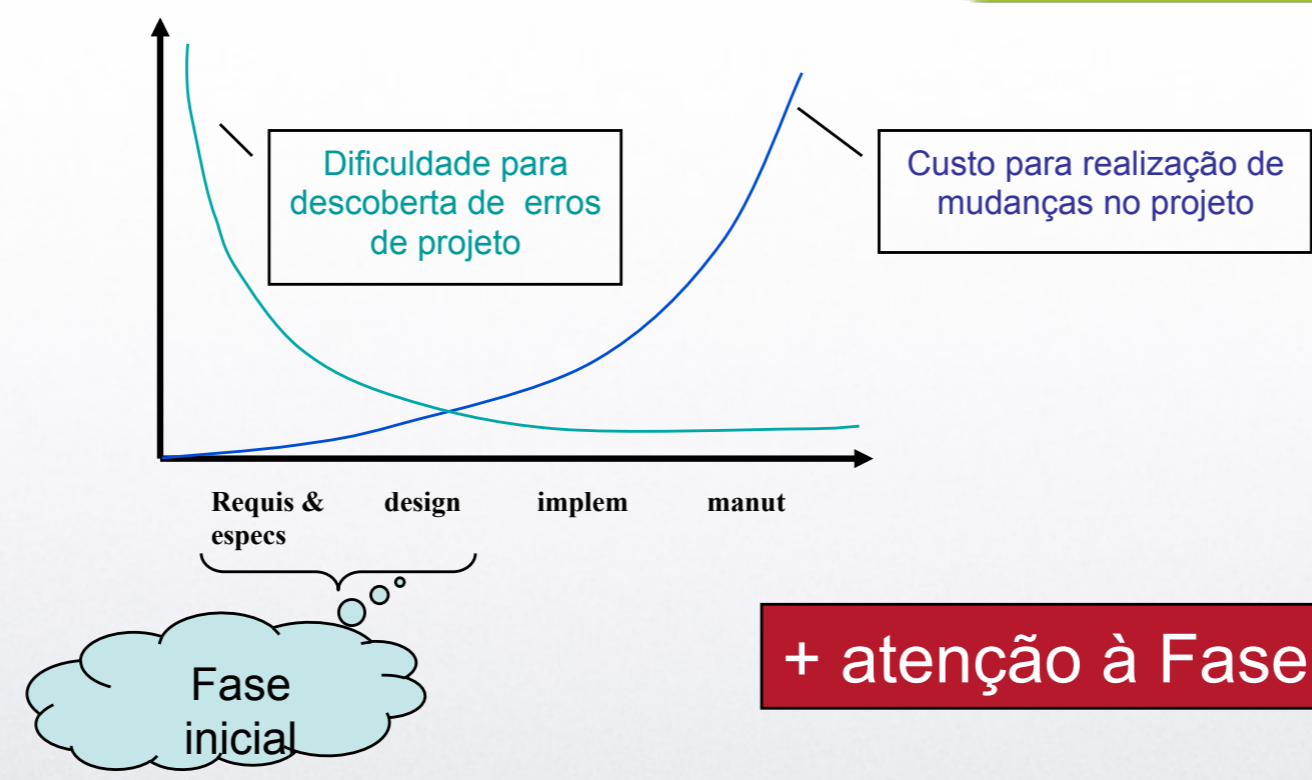 Dificuldade para
descoberta de erros
de projeto
Custo para realização de
mudanças no projeto
Requis & design implem manut
especs
Fase
inicial
+ atenção à Fase